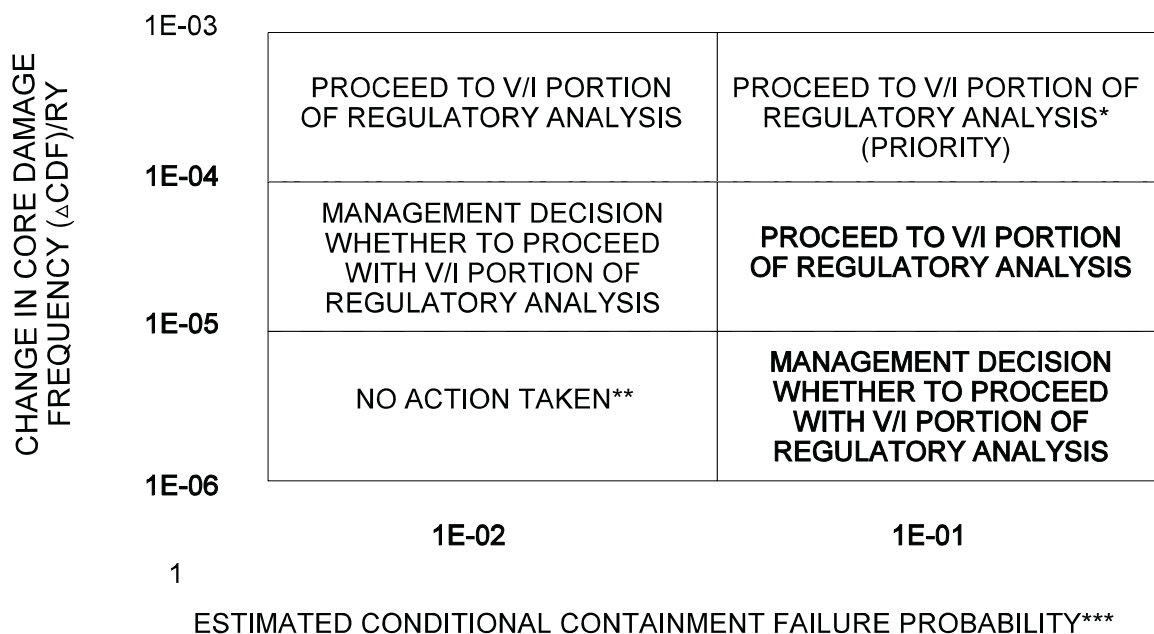 CHANGE IN CORE DAMAGE
FREQUENCY (△CDF)/RY
1E-03
PROCEED TO V/I PORTION
OF REGULATORY ANALYSIS
PROCEED TO V/I PORTION OF
REGULATORY ANALYSIS*
(PRIORITY)
1E-04
MANAGEMENT DECISION
WHETHER TO PROCEED
WITH V/I PORTION OF
REGULATORY ANALYSIS
PROCEED TO V/I PORTION
OF REGULATORY ANALYSIS
1E-05
NO ACTION TAKEN**
MANAGEMENT DECISION
WHETHER TO PROCEED
WITH V/I PORTION OF
REGULATORY ANALYSIS
1E-06
1E-02
1E-01
1
ESTIMATED CONDITIONAL CONTAINMENT FAILURE PROBABILITY***